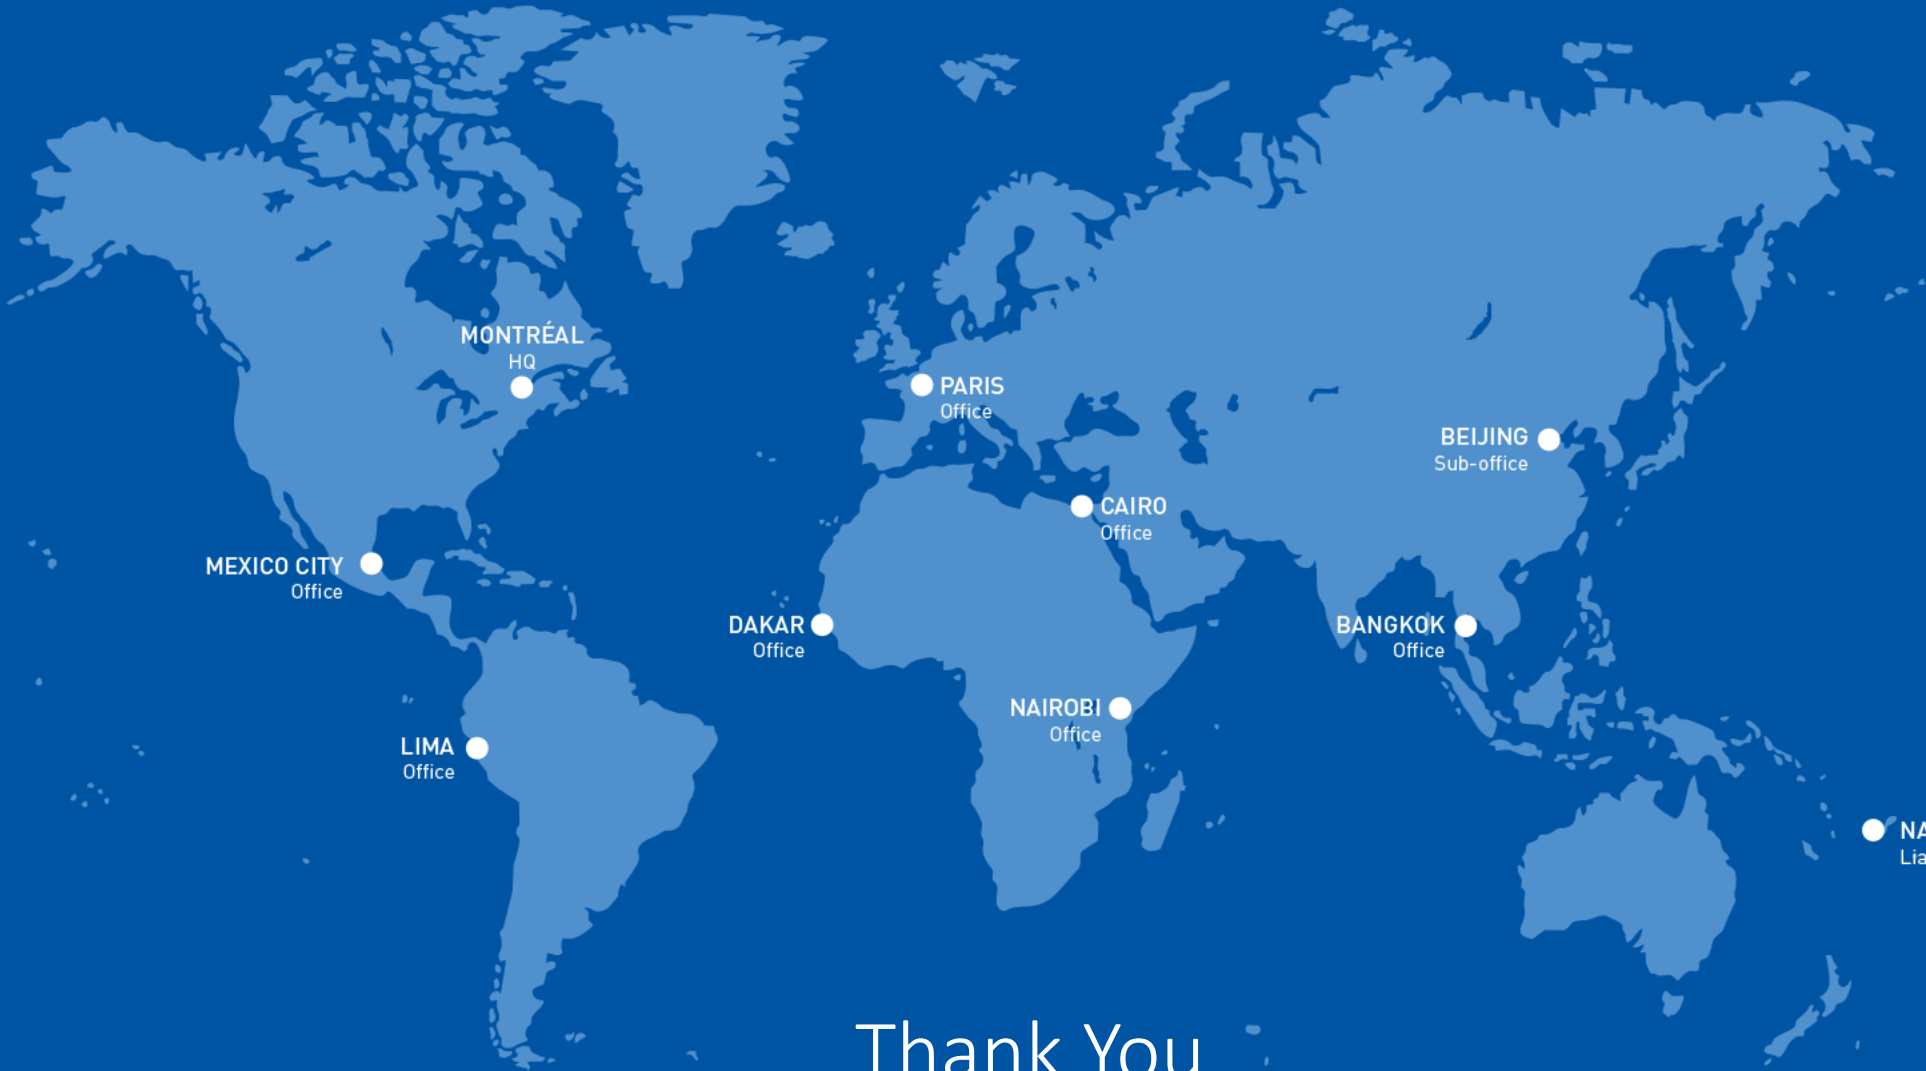 MONTRÉAL
HQ
PARIS
Office
BEIJING
Sub-office
CAIRO
Office
MEXICO CITY
Office
DAKAR
Office
BANGKOK
Office
NAIROBI
Office
LIMA
Office
Thank You